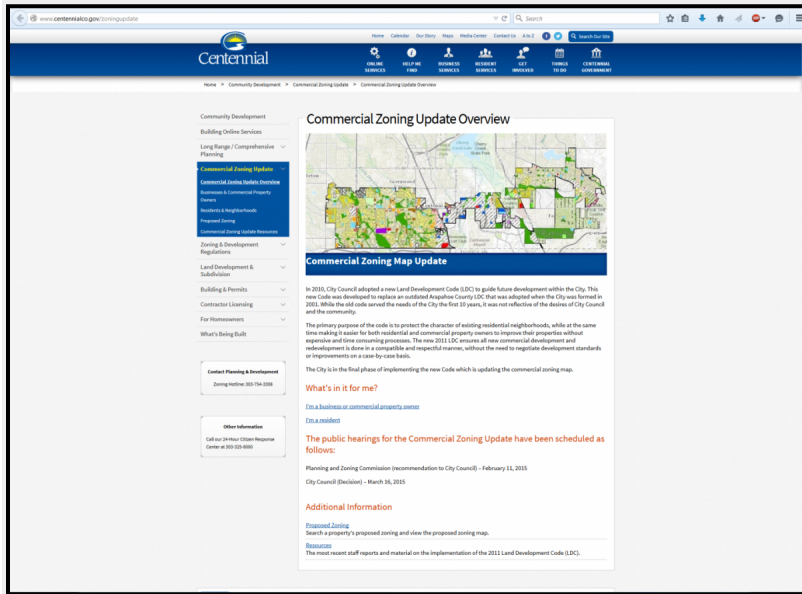 www.centennialco.gov/zoningupdate
Search
Home Calendar Our Story Maps Media Center Contact Us A to Z Search Our Site
Centennial
ONLINE SERVICES
HELP ME FIND
BUSINESS SERVICES
RESIDENT SERVICES
GET INVOLVED
THINGS TO DO
CENTENNIAL GOVERNMENT
Home > Community Development > Commercial Zoning Update > Commercial Zoning Update Overview
Community Development
Building Online Services
Long Range / Comprehensive
Planning
Commercial Zoning Update
Commercial Zoning Update Overview
Businesses & Commercial Property
Owners
Residents & Neighborhoods
Proposed Zoning
Commercial Zoning Update Resources
Zoning & Development
Regulations
Land Development &
Subdivision
Building & Permits
Contractor Licensing
For Homeowners
What's Being Built
Contact Planning & Development
Zoning Hotline: 303-754-3308
Other Information
Call our 24-Hour Citizen Response
Center at 303-325-8000
Commercial Zoning Update Overview
Commercial Zoning Map Update
In 2010, City Council adopted a new Land Development Code (LDC) to guide future development within the City. This
new Code was developed to replace an outdated Arapahoe County LDC that was adopted when the City was formed in
2001. While the old code served the needs of the City the first 10 years, it was not reflective of the desires of City Council
and the community.
The primary purpose of the code is to protect the character of existing residential neighborhoods, while at the same
time making it easier for both residential and commercial property owners to improve their properties without
expensive and time consuming processes. The new 2011 LDC ensures all new commercial development and
redevelopment is done in a compatible and respectful manner, without the need to negotiate development standards
or improvements on a case-by-case basis.
The City is in the final phase of implementing the new Code which is updating the commercial zoning map.
What's in it for me?
I'm a business or commercial property owner
I'm a resident
The public hearings for the Commercial Zoning Update have been scheduled as
follows:
Planning and Zoning Commission (recommendation to City Council) – February 11, 2015
City Council (Decision) – March 16, 2015
Additional Information
Proposed Zoning
Search a property's proposed zoning and view the proposed zoning map.
Resources
The most recent staff reports and material on the implementation of the 2011 Land Development Code (LDC).